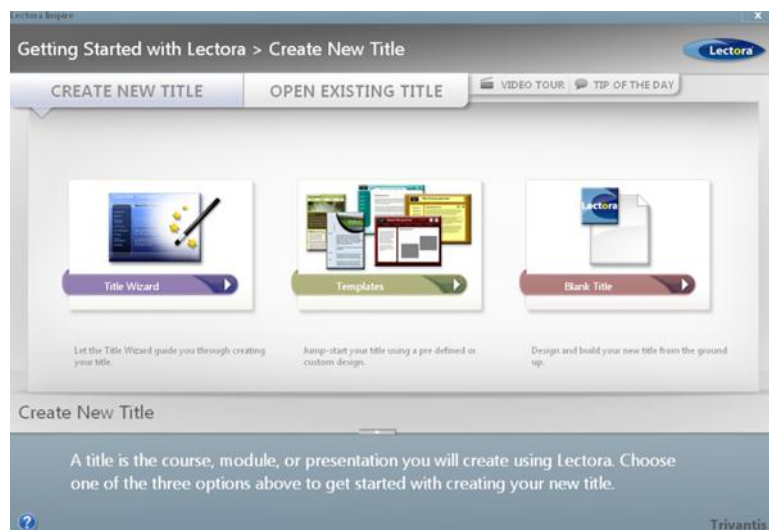 Lectora Inspire
Getting Started with Lectora > Create New Title
Lectora
CREATE NEW TITLE
OPEN EXISTING TITLE
VIDEO TOUR
TIP OF THE DAY
Lectora
Title Wizard
Templates
Blank Title
Let the Title Wizard guide you through creating
your title.
Jump-start your title using a pre defined or
custom design.
Design and build your new title from the ground
up.
Create New Title
A title is the course, module, or presentation you will create using Lectora. Choose
one of the three options above to get started with creating your new title.
Trivantis